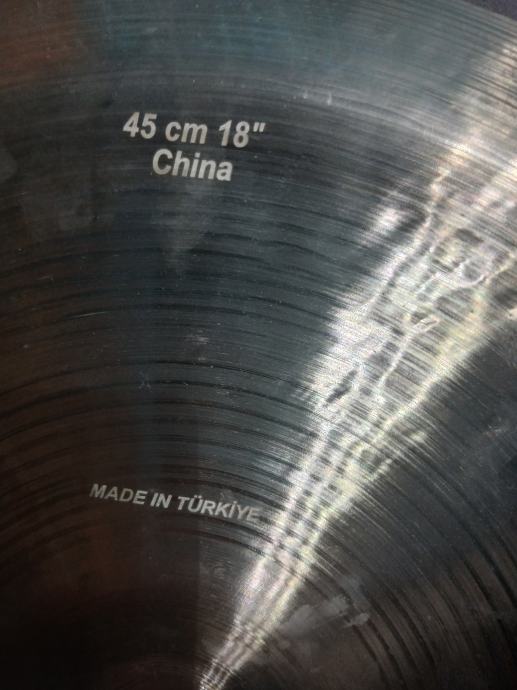 45 cm 18"
China
MADE IN TÜRKİYE